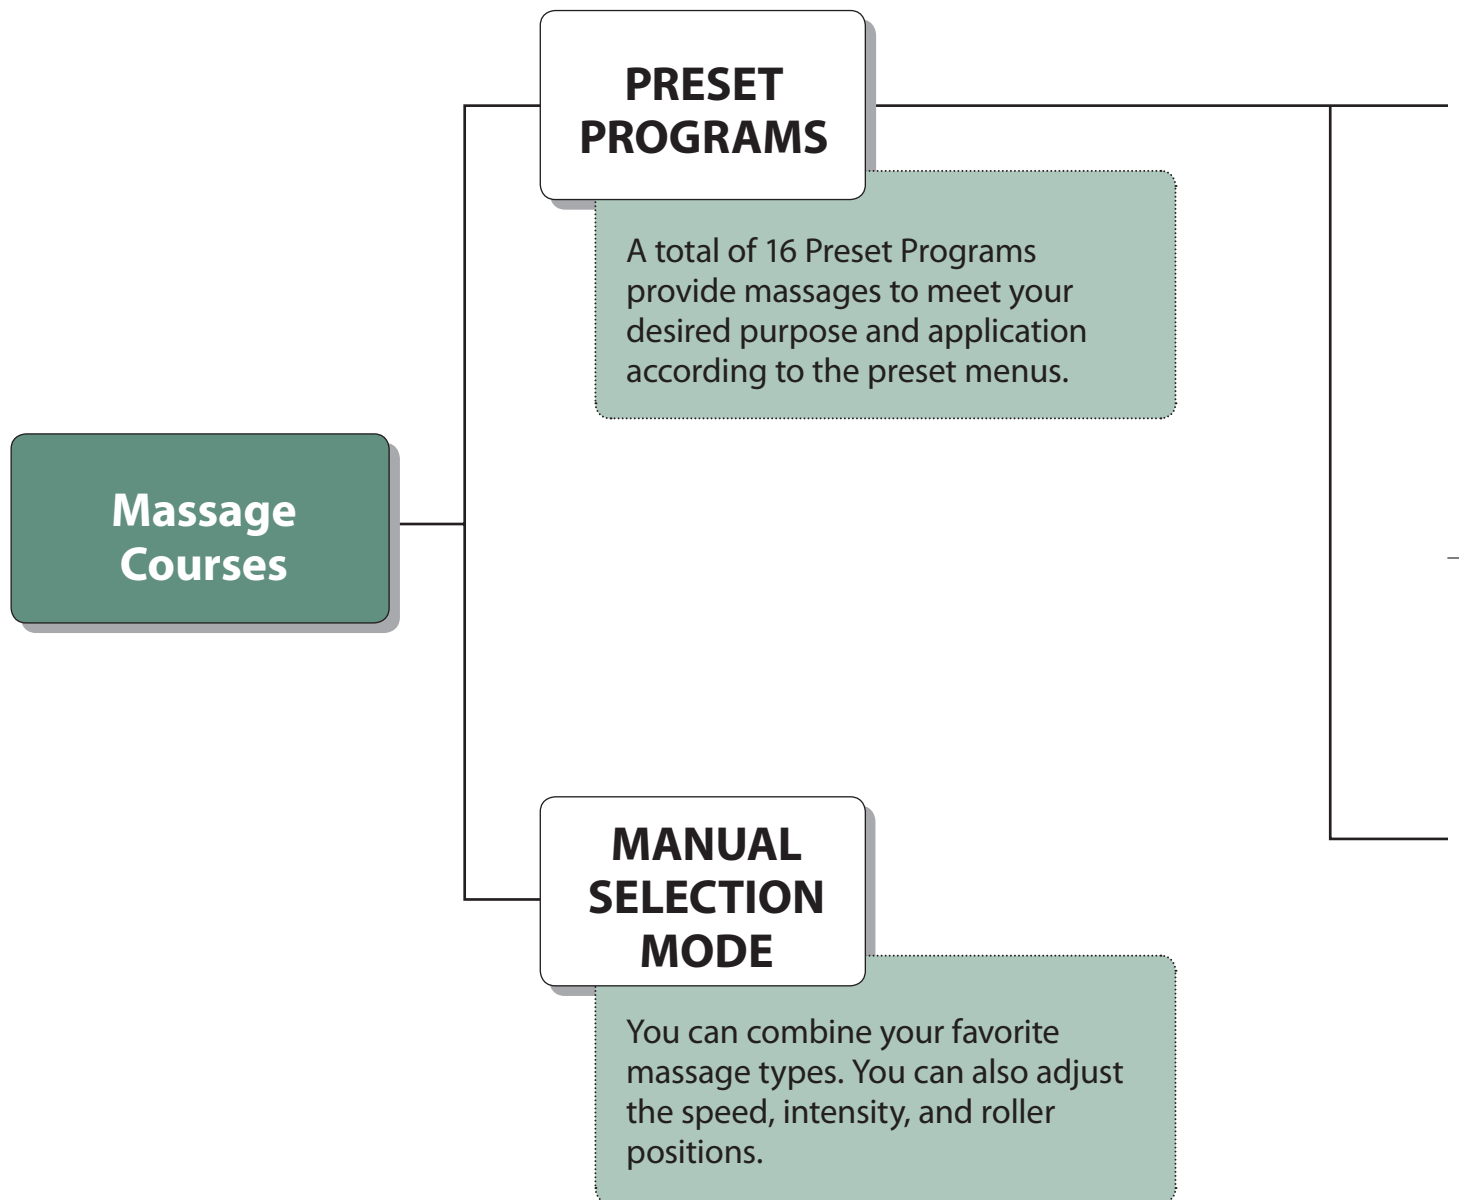 PRESET
PROGRAMS
A total of 16 Preset Programs
provide massages to meet your
desired purpose and application
according to the preset menus.
Massage
Courses
MANUAL
SELECTION
MODE
You can combine your favorite
massage types. You can also adjust
the speed, intensity, and roller
positions.